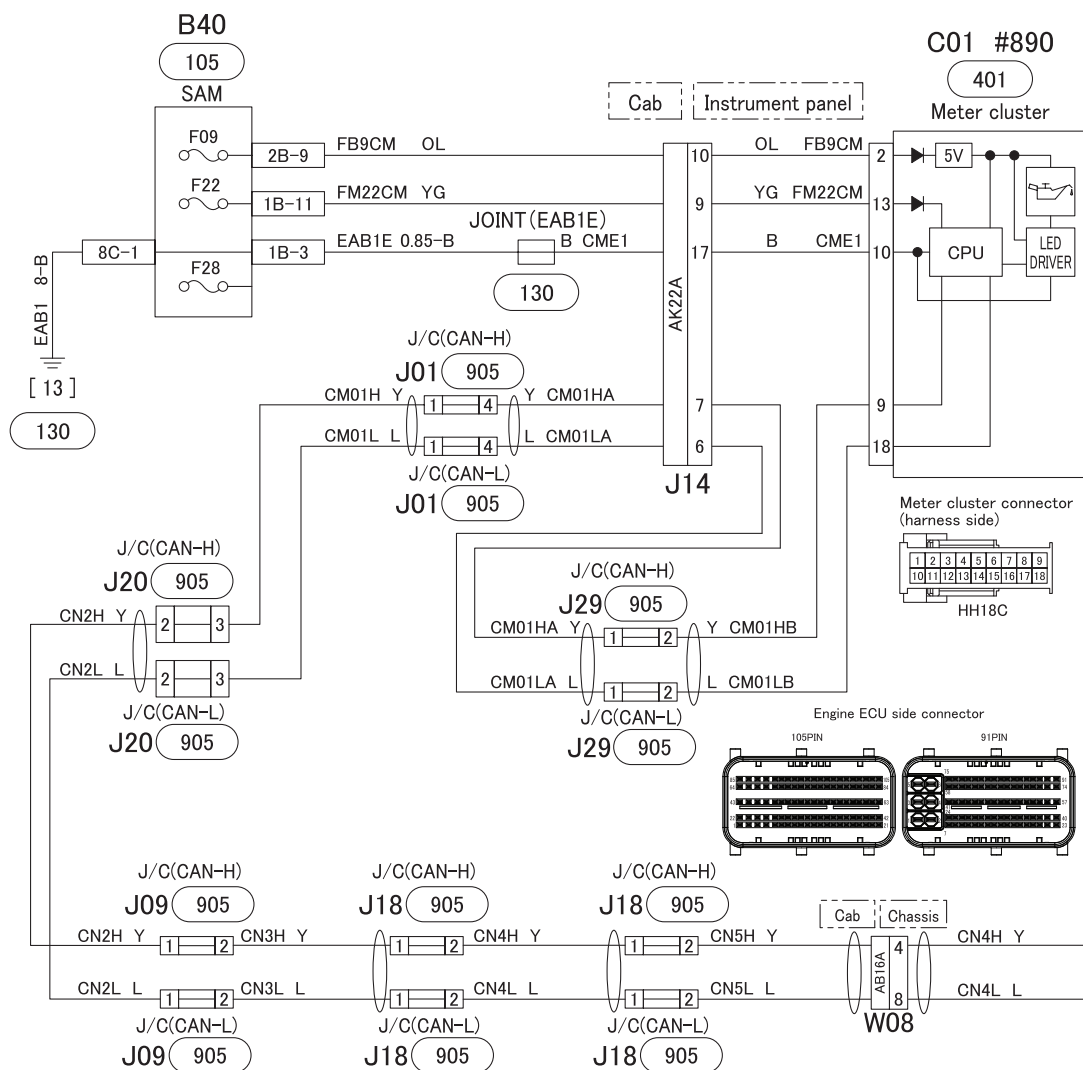 B40
105
SAM
C01 #890
401
Meter cluster
Cab
Instrument panel
F09
2B-9
FB9CM OL
10
OL FB9CM
2
5V
F22
1B-11
FM22CM YG
9
YG FM22CM
13
JOINT(EAB1E)
8C-1
1B-3
EAB1E 0.85-B
B CME1
17
B CME1
10
CPU
LED
DRIVER
F28
130
EAB1 8-B
AK22A
[ 13 ]
130
J/C(CAN-H)
J01
905
CM01H Y
1
4
Y CM01HA
7
9
CM01L L
1
4
L CM01LA
6
18
J/C(CAN-L)
J01
905
J14
Meter cluster connector
(harness side)
1 2 3 4 5 6 7 8 9
10 11 12 13 14 15 16 17 18
HH18C
J/C(CAN-H)
J20
905
J/C(CAN-H)
J29
905
CN2H Y
2
3
CM01HA Y
1
2
Y CM01HB
CN2L L
2
3
CM01LA L
1
2
L CM01LB
J/C(CAN-L)
J20
905
J/C(CAN-L)
J29
905
Engine ECU side connector
105PIN
91PIN
J/C(CAN-H)
J09
905
J/C(CAN-H)
J18
905
J/C(CAN-H)
J18
905
Cab
Chassis
CN2H Y
1
2
CN3H Y
1
2
CN4H Y
1
2
CN5H Y
4
CN4H Y
AB16A
CN2L L
1
2
CN3L L
1
2
CN4L L
1
2
CN5L L
8
CN4L L
W08
J/C(CAN-L)
J09
905
J/C(CAN-L)
J18
905
J/C(CAN-L)
J18
905